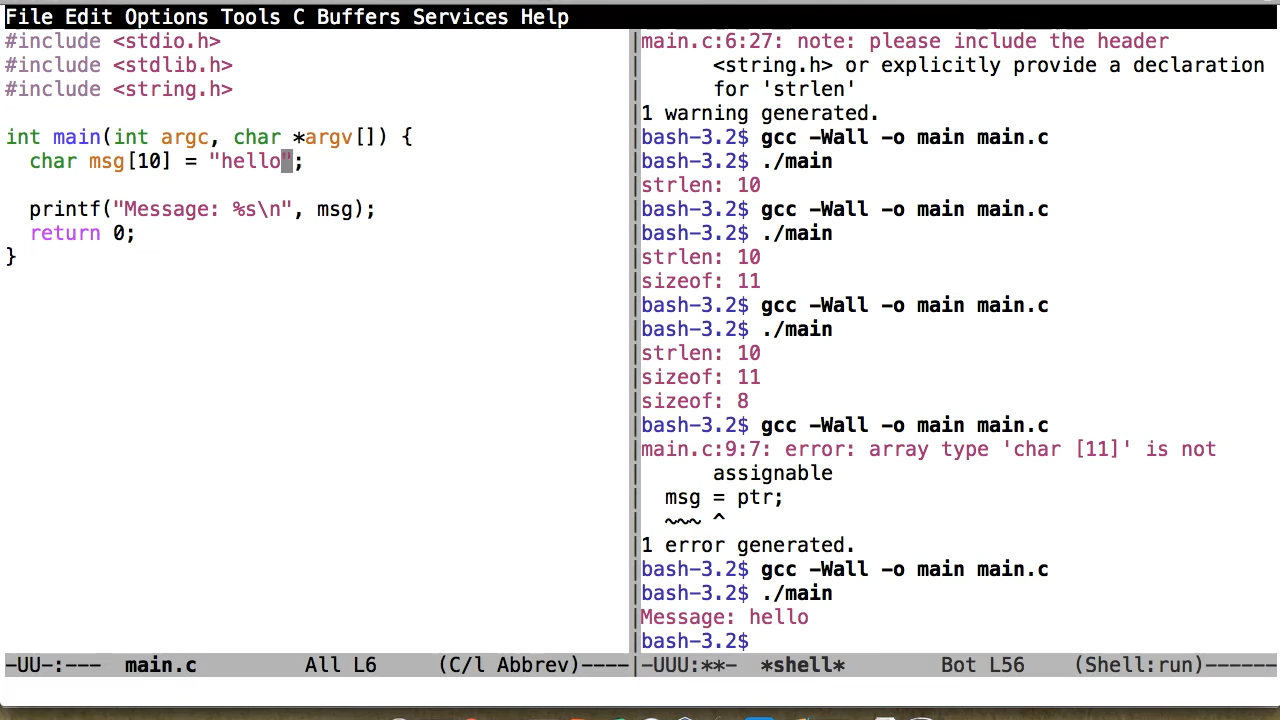 File Edit Options Tools C Buffers Services Help
#include <stdio.h>
#include <stdlib.h>
#include <string.h>
int main(int argc, char *argv[]) {
  char msg[10] = "hello";
  printf("Message: %s\n", msg);
  return 0;
}
-UU-:---  main.c         All L6     (C/l Abbrev)----
main.c:6:27: note: please include the header
      <string.h> or explicitly provide a declaration
      for 'strlen'
1 warning generated.
bash-3.2$ gcc -Wall -o main main.c
bash-3.2$ ./main
strlen: 10
bash-3.2$ gcc -Wall -o main main.c
bash-3.2$ ./main
strlen: 10
sizeof: 11
bash-3.2$ gcc -Wall -o main main.c
bash-3.2$ ./main
strlen: 10
sizeof: 11
sizeof: 8
bash-3.2$ gcc -Wall -o main main.c
main.c:9:7: error: array type 'char [11]' is not
      assignable
  msg = ptr;
  ~~~ ^
1 error generated.
bash-3.2$ gcc -Wall -o main main.c
bash-3.2$ ./main
Message: hello
bash-3.2$
-UUU:**-  *shell*        Bot L56    (Shell:run)------